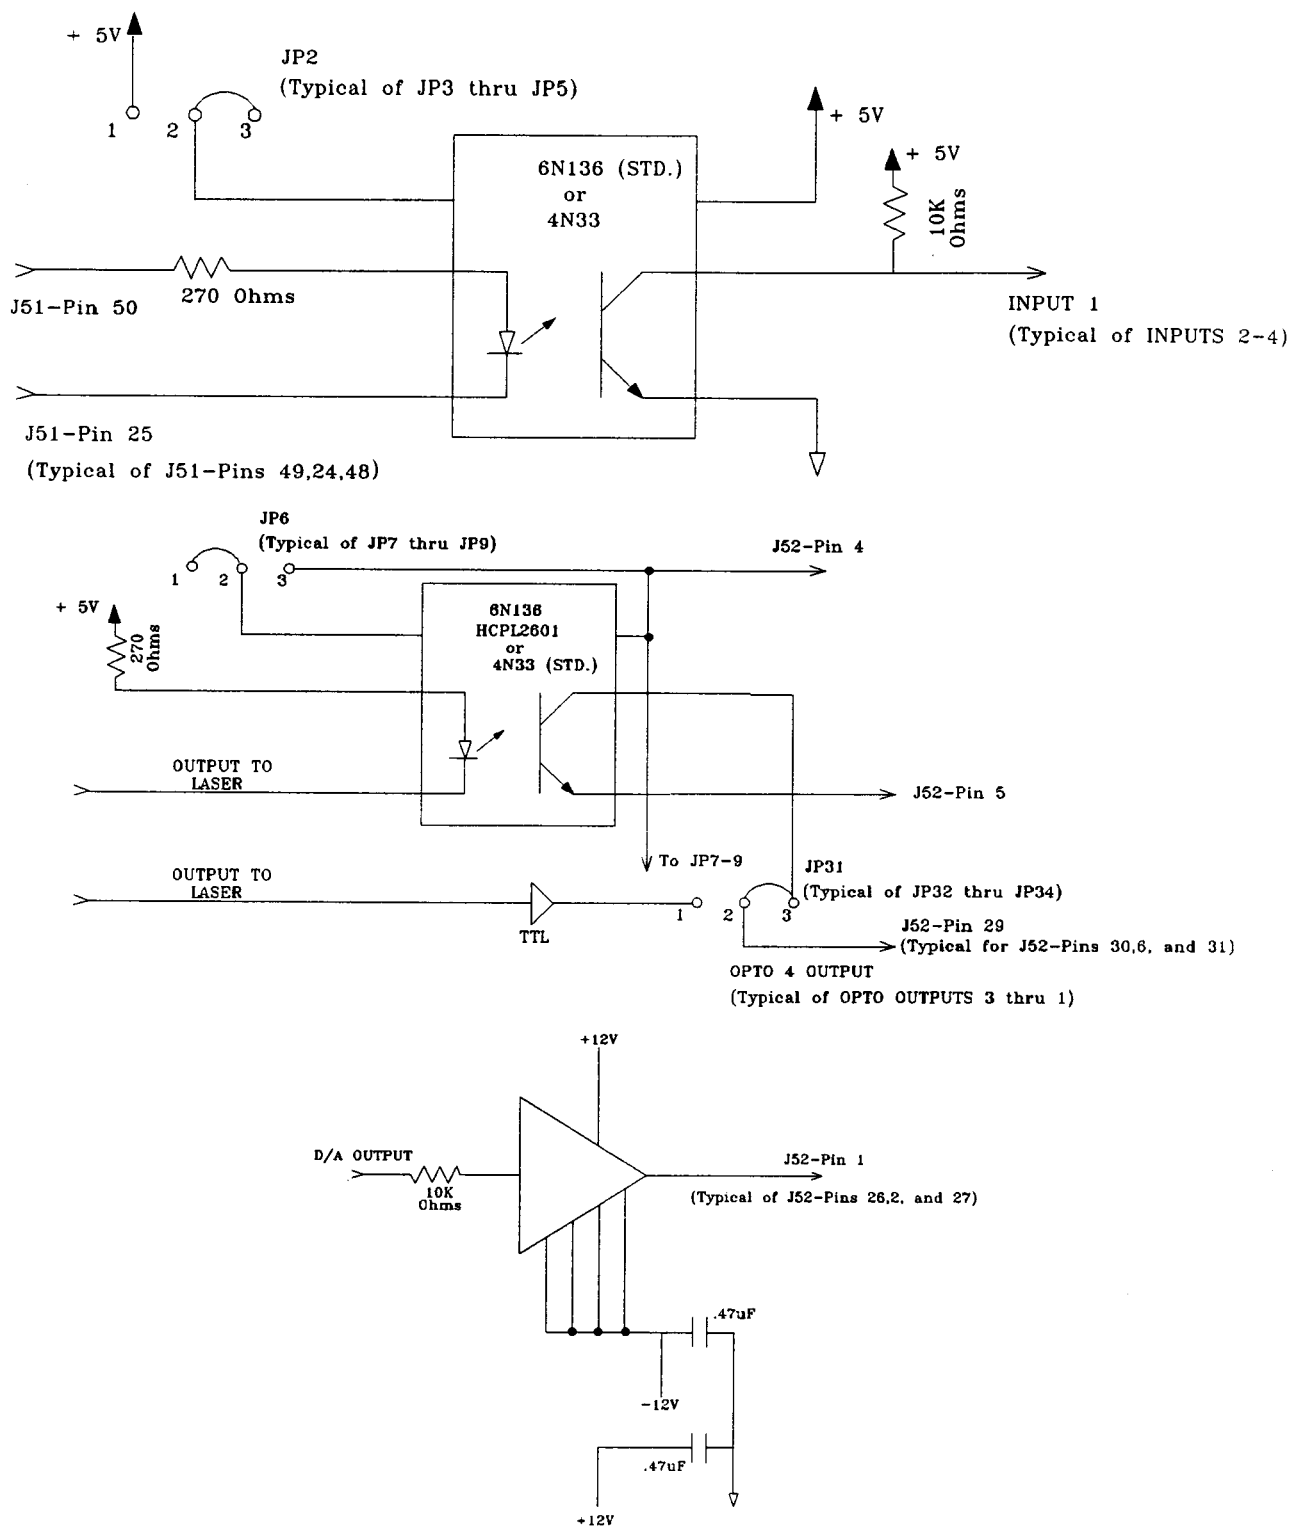 + 5V
JP2
(Typical of JP3 thru JP5)
1
2
3
+ 5V
6N136 (STD.)
or
4N33
+ 5V
10K
Ohms
270 Ohms
J51-Pin 50
INPUT 1
(Typical of INPUTS 2-4)
J51-Pin 25
(Typical of J51-Pins 49,24,48)
JP6
(Typical of JP7 thru JP9)
J52-Pin 4
1
2
3
+ 5V
270
Ohms
6N136
HCPL2601
or
4N33 (STD.)
OUTPUT TO
LASER
J52-Pin 5
To JP7-9
JP31
(Typical of JP32 thru JP34)
OUTPUT TO
LASER
1
2
3
TTL
J52-Pin 29
(Typical for J52-Pins 30,6, and 31)
OPTO 4 OUTPUT
(Typical of OPTO OUTPUTS 3 thru 1)
+12V
D/A OUTPUT
10K
Ohms
J52-Pin 1
(Typical of J52-Pins 26,2, and 27)
.47uF
-12V
.47uF
+12V